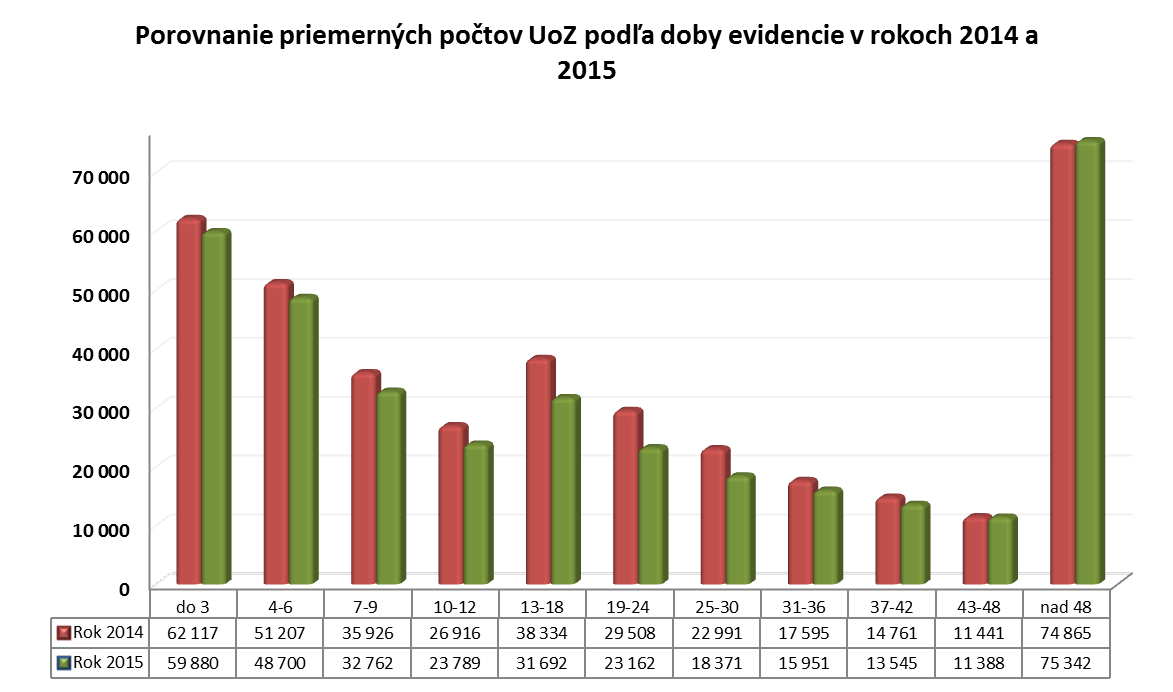 Porovnanie priemerných počtov UoZ podľa doby evidencie v rokoch 2014 a
2015
70 000
60 000
50 000
40 000
30 000
20 000
10 000
0
do 3 4-6 7-9 10-12 13-18 19-24 25-30 31-36 37-42 43-48 nad 48
Rok 2014 62 117 51 207 35 926 26 916 38 334 29 508 22 991 17 595 14 761 11 441 74 865
Rok 2015 59 880 48 700 32 762 23 789 31 692 23 162 18 371 15 951 13 545 11 388 75 342